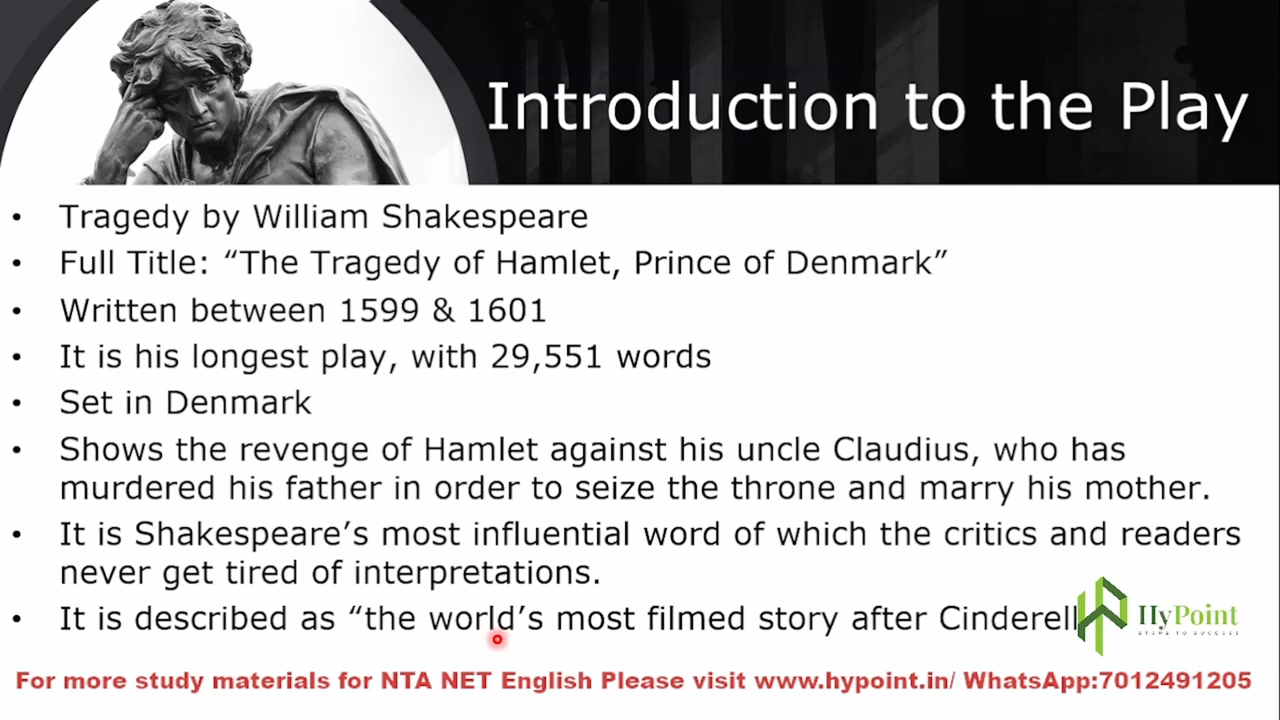 Introduction to the Play
• Tragedy by William Shakespeare
• Full Title: “The Tragedy of Hamlet, Prince of Denmark”
• Written between 1599 & 1601
• It is his longest play, with 29,551 words
• Set in Denmark
• Shows the revenge of Hamlet against his uncle Claudius, who has
murdered his father in order to seize the throne and marry his mother.
• It is Shakespeare’s most influential word of which the critics and readers
never get tired of interpretations.
• It is described as “the world’s most filmed story after Cinderell
HyPoint
STEPS TO SUCCESS
For more study materials for NTA NET English Please visit www.hypoint.in/ WhatsApp:7012491205